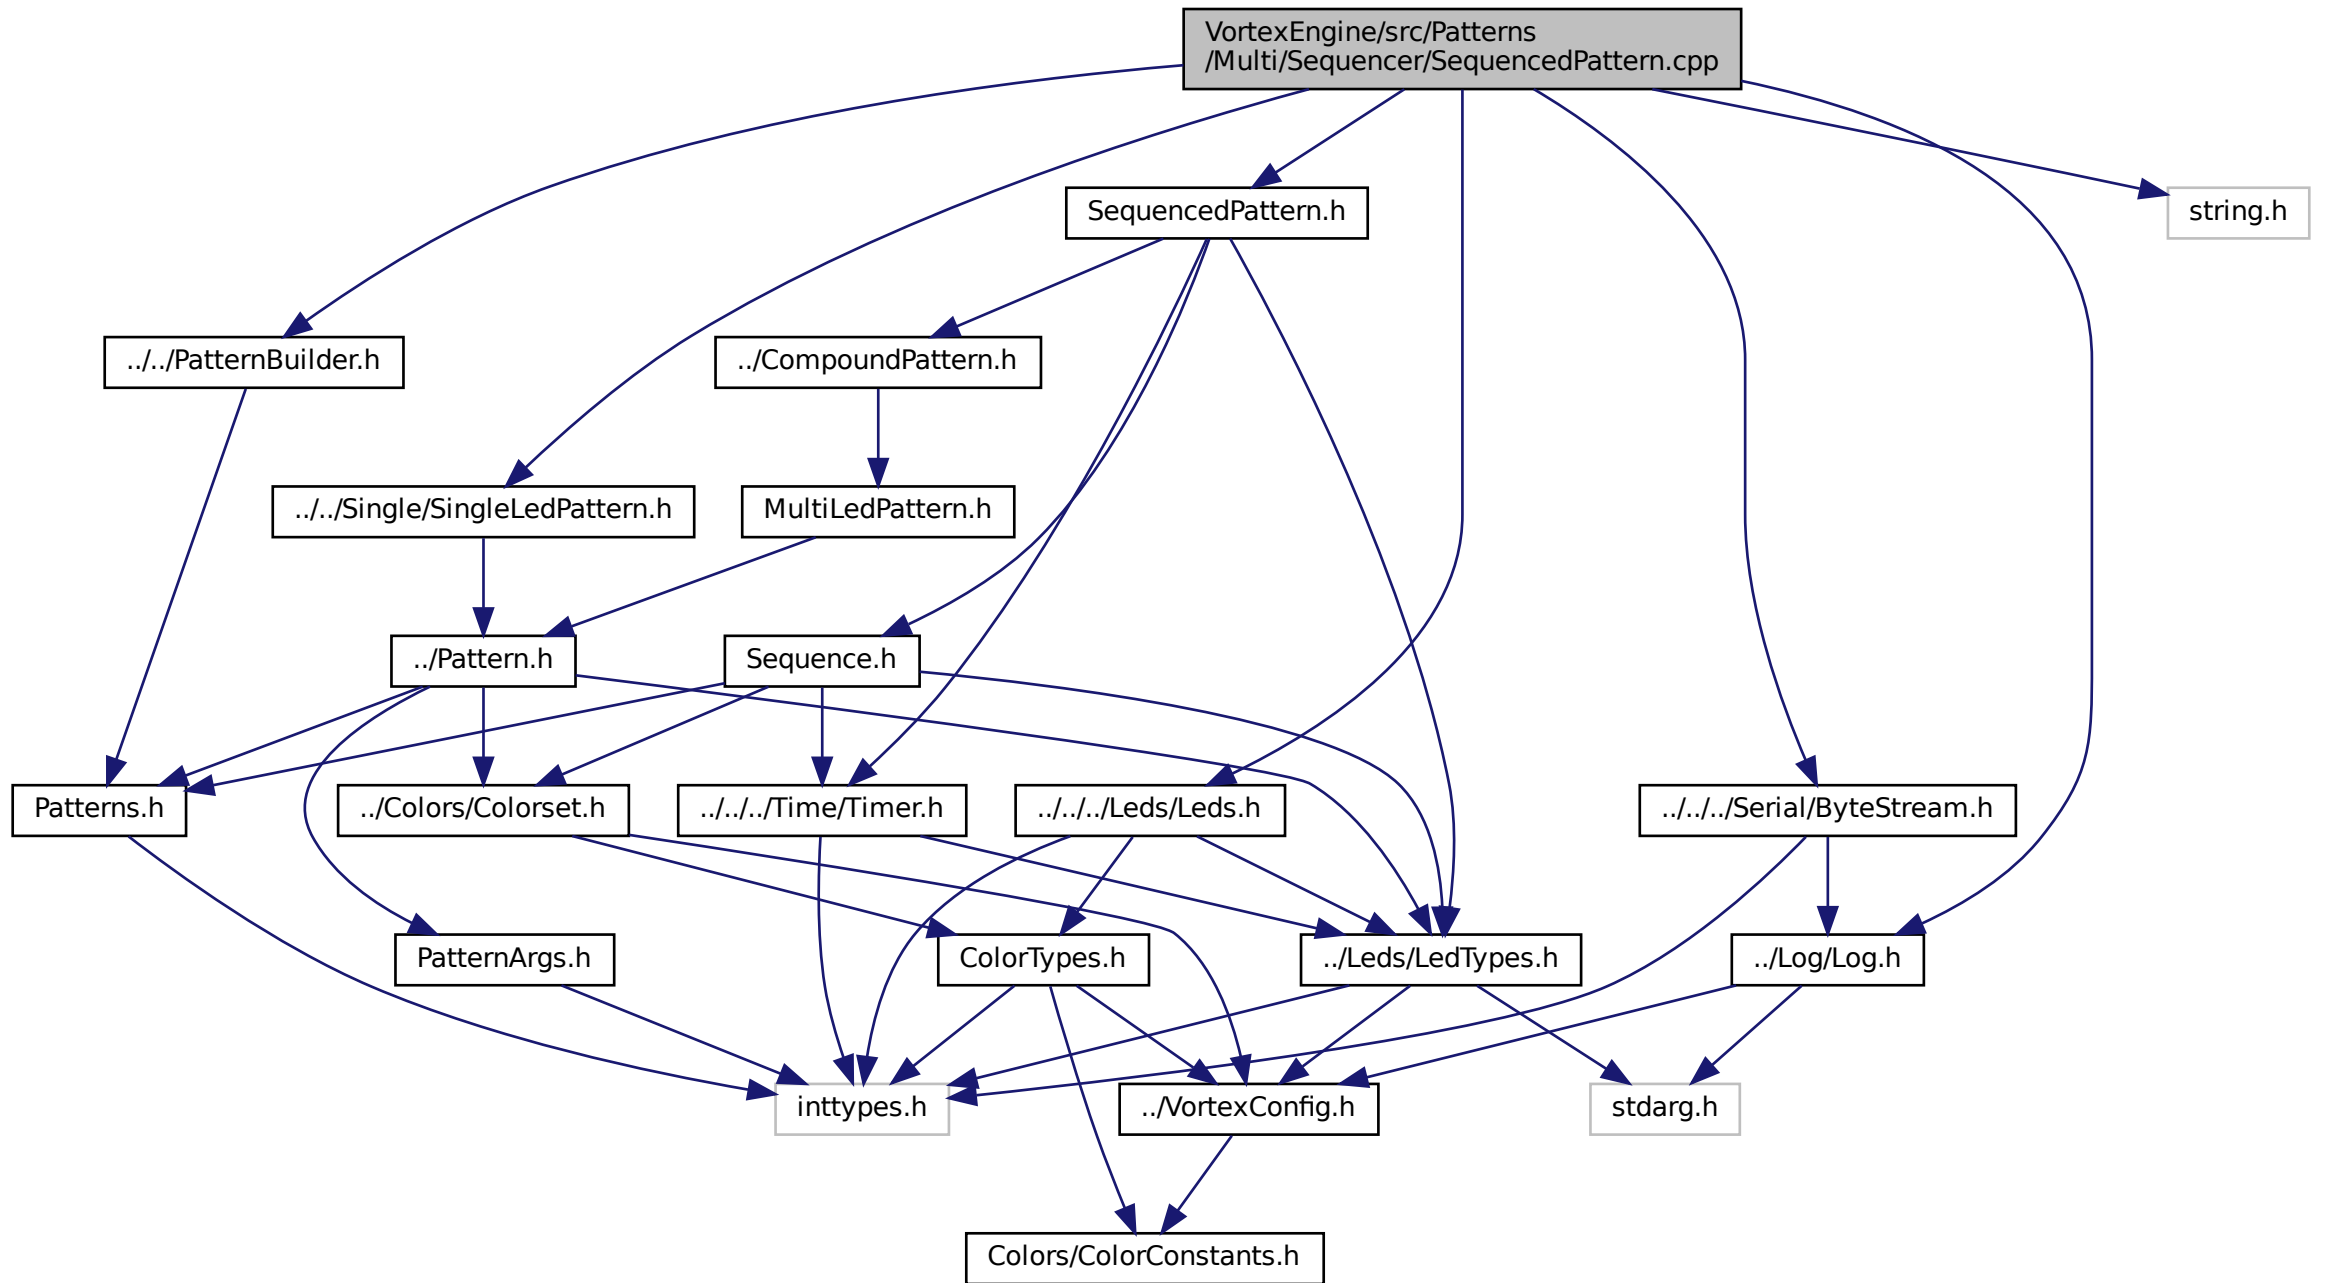 VortexEngine/src/Patterns
/Multi/Sequencer/SequencedPattern.cpp
SequencedPattern.h
string.h
../../PatternBuilder.h
../CompoundPattern.h
../../Single/SingleLedPattern.h
MultiLedPattern.h
../Pattern.h
Sequence.h
Patterns.h
../Colors/Colorset.h
../../../Time/Timer.h
../../../Leds/Leds.h
../../../Serial/ByteStream.h
PatternArgs.h
ColorTypes.h
../Leds/LedTypes.h
../Log/Log.h
inttypes.h
../VortexConfig.h
stdarg.h
Colors/ColorConstants.h